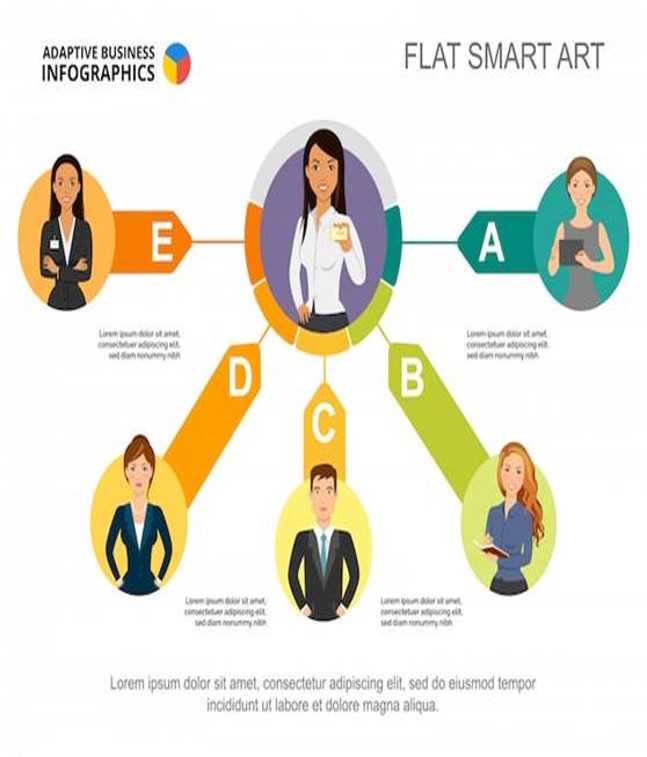 ADAPTIVE BUSINESS
INFOGRAPHICS
FLAT SMART ART
E
A
Lorem ipsum dolor sit amet,
consectetuer adipiscing elit,
sed diam nonummy nibh
Lorem ipsum dolor sit amet,
consectetuer adipiscing elit,
sed diam nonummy nibh
D
B
C
Lorem ipsum dolor sit amet,
consectetuer adipiscing elit,
sed diam nonummy nibh
Lorem ipsum dolor sit amet,
consectetuer adipiscing elit,
sed diam nonummy nibh
Lorem ipsum dolor sit amet, consectetur adipiscing elit, sed do eiusmod tempor
incididunt ut labore et dolore magna aliqua.